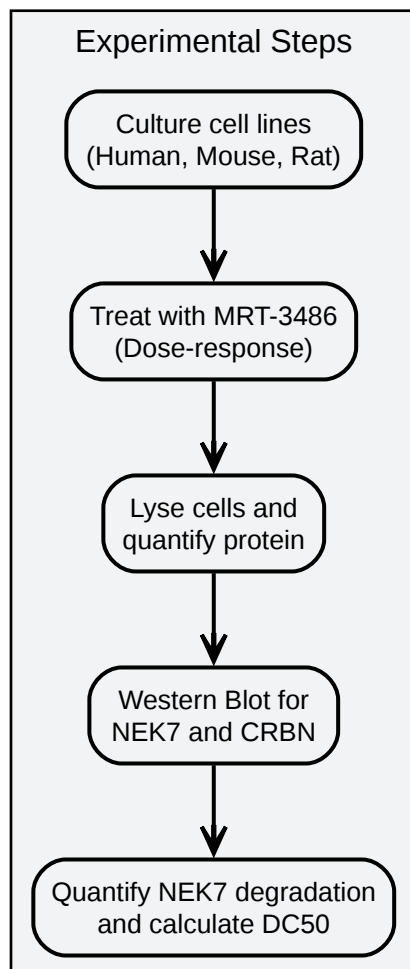 Experimental Steps
Culture cell lines
(Human, Mouse, Rat)
Treat with MRT-3486
(Dose-response)
Lyse cells and
quantify protein
Western Blot for
NEK7 and CRBN
Quantify NEK7 degradation
and calculate DC50